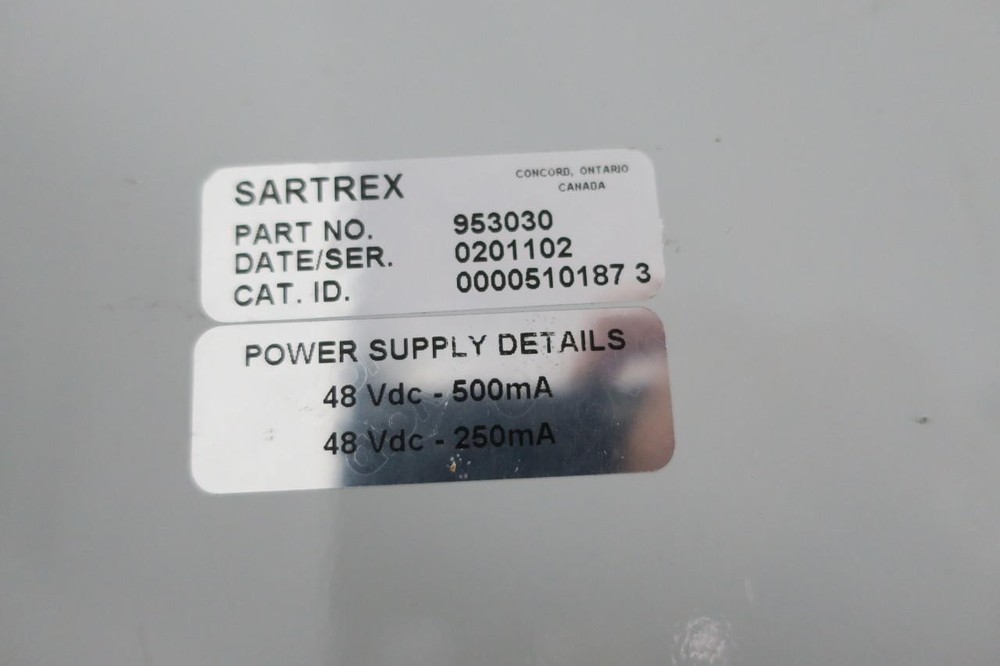 SARTREX
CONCORD, ONTARIO
CANADA
PART NO. 953030
DATE/SER. 0201102
CAT. ID. 0000510187 3
POWER SUPPLY DETAILS
48 Vdc - 500mA
48 Vdc - 250mA